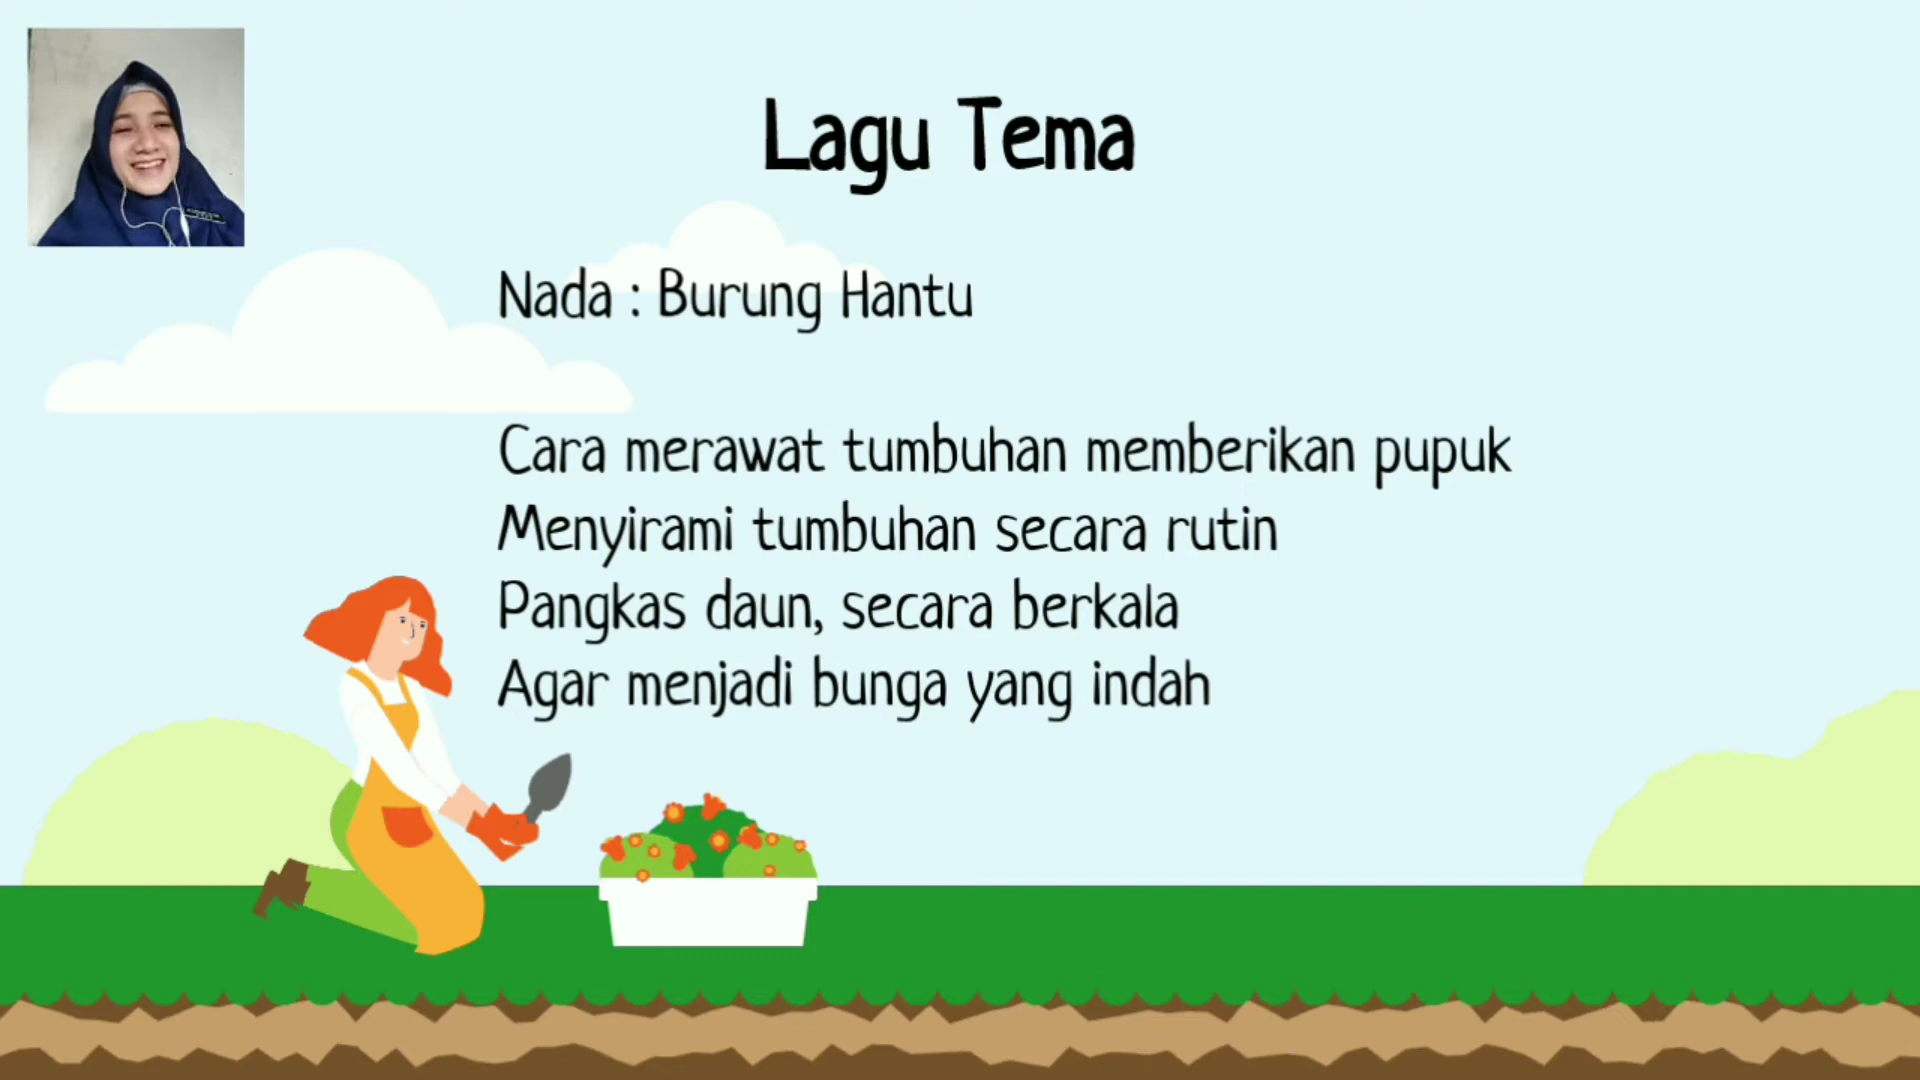 Lagu Tema
Nada : Burung Hantu
Cara merawat tumbuhan memberikan pupuk
Menyirami tumbuhan secara rutin
Pangkas daun, secara berkala
Agar menjadi bunga yang indah